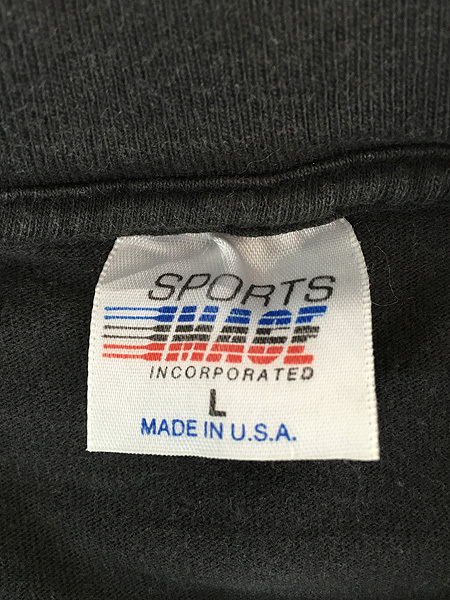 SPORTS
IMAGE
INCORPORATED
L
MADE IN U.S.A.